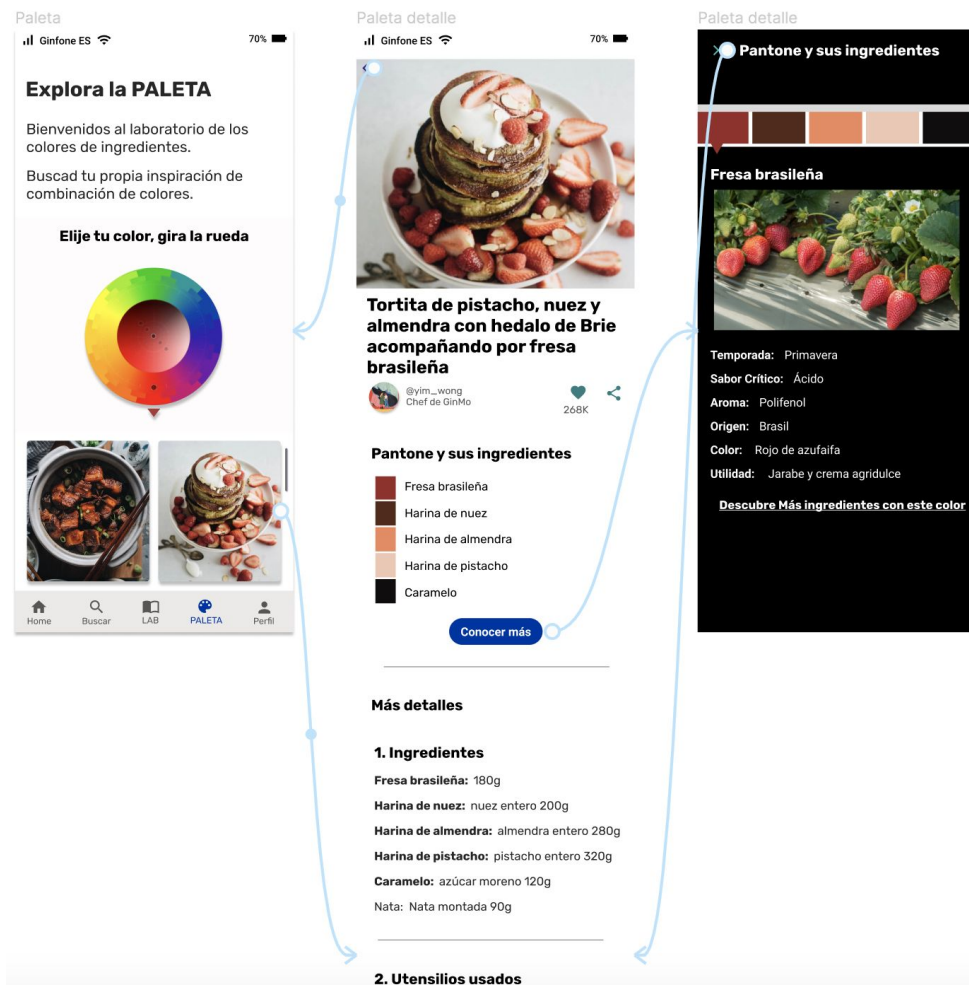 Paleta
Ginfone ES
70%
Explora la PALETA
Bienvenidos al laboratorio de los
colores de ingredientes.
Buscad tu propia inspiración de
combinación de colores.
Elije tu color, gira la rueda
Home
Buscar
LAB
PALETA
Perfil
Paleta detalle
Ginfone ES
70%
Tortita de pistacho, nuez y
almendra con hedalo de Brie
acompañando por fresa
brasileña
@yim_wong
Chef de GinMo
268K
Pantone y sus ingredientes
Fresa brasileña
Harina de nuez
Harina de almendra
Harina de pistacho
Caramelo
Conocer más
Más detalles
1. Ingredientes
Fresa brasileña: 180g
Harina de nuez: nuez entero 200g
Harina de almendra: almendra entero 280g
Harina de pistacho: pistacho entero 320g
Caramelo: azúcar moreno 120g
Nata: Nata montada 90g
2. Utensilios usados
Paleta detalle
Pantone y sus ingredientes
Fresa brasileña
Temporada: Primavera
Sabor Crítico: Ácido
Aroma: Polifenol
Origen: Brasil
Color: Rojo de azufaifa
Utilidad: Jarabe y crema agridulce
Descubre Más ingredientes con este color